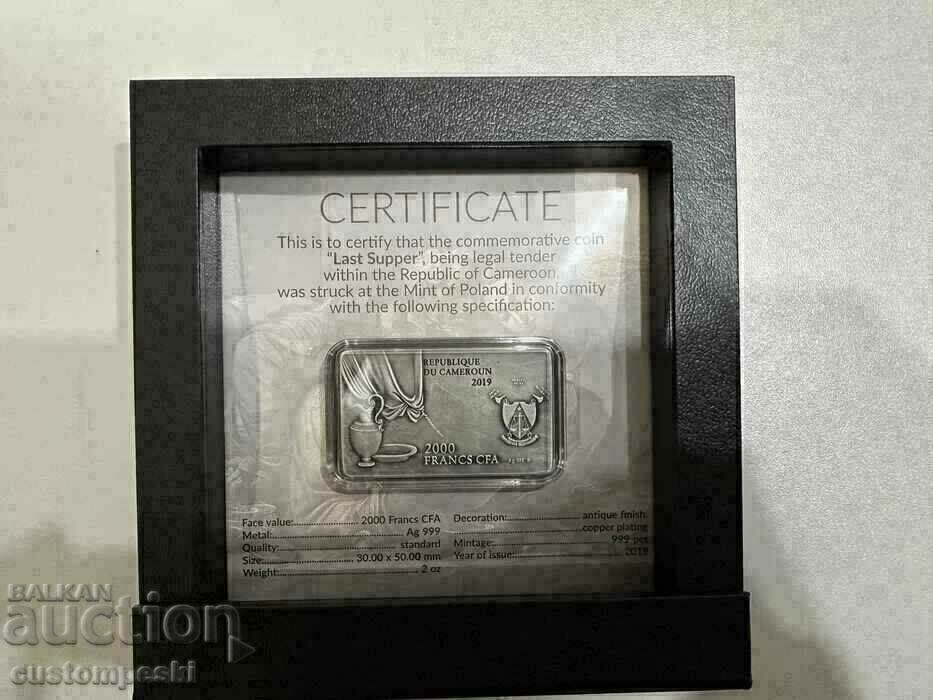 CERTIFICATE
This is to certify that the commemorative coin
"Last Supper", being legal tender
within the Republic of Cameroon,
was struck at the Mint of Poland in conformity
with the following specification:
REPUBLIQUE
DU CAMEROUN
2019
2000
FRANCS CFA
Face value:............................ 2000 Francs CFA
Metal:............................ Ag 999
Quality:............................ standard
Size:............................ 30.00 x 50.00 mm
Weight:............................ 2 oz
Decoration:............................ antique finish,
............................copper plating
Mintage:............................ 999 pcs
Year of issue:............................ 2019
BALKAN
auction
custompeski